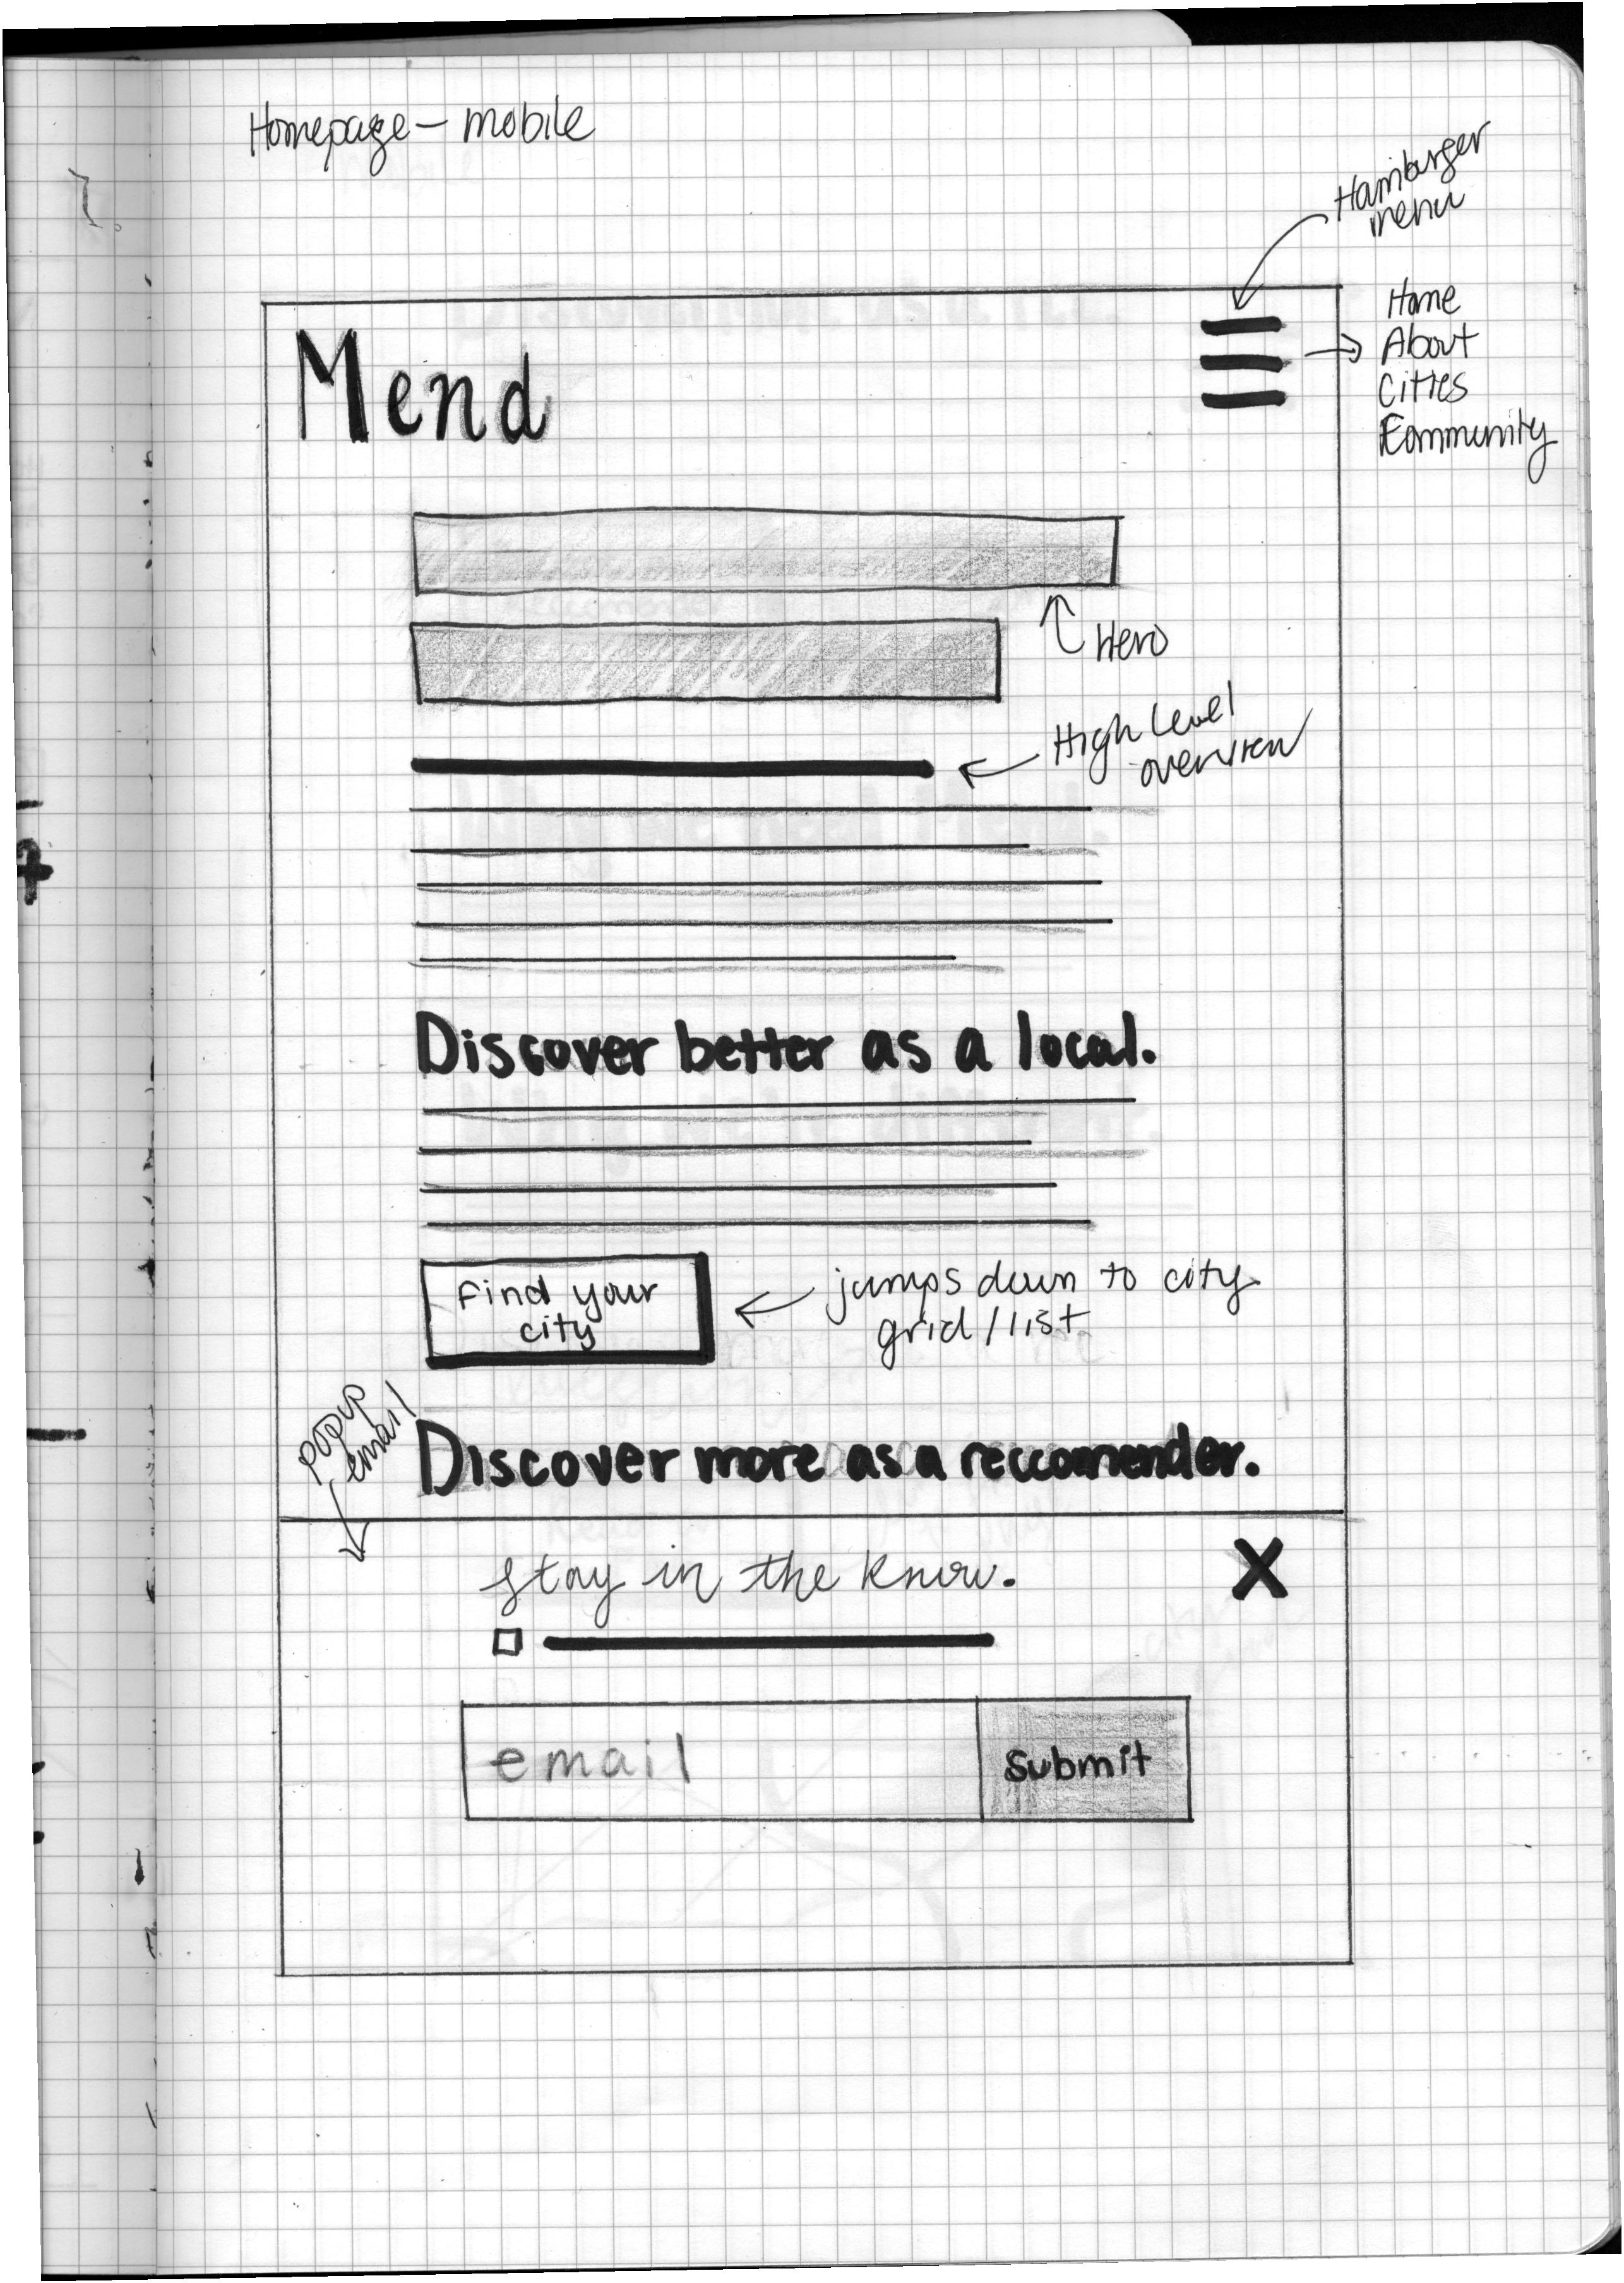 Homepage – mobile
Hamburger
menu
Home
About
Cities
Community
Mend
Hero
High level
overview
Discover better as a local.
Find your
city
jumps down to city
grid/list
popup
email
Discover more as a reccomender.
Stay in the know.
X
email
Submit